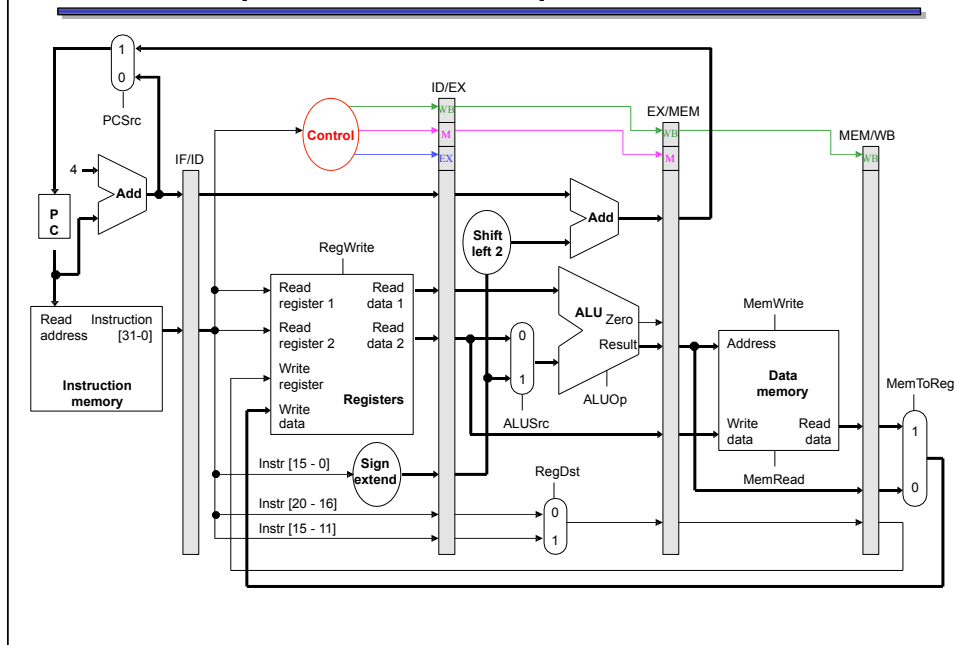 1
0
PCSrc
ID/EX
WB
M
EX
EX/MEM
WB
M
MEM/WB
WB
Control
IF/ID
4
Add
P
C
Add
Shift
left 2
RegWrite
Read
address
Instruction
[31-0]
Instruction
memory
Read
register 1
Read
data 1
Read
register 2
Read
data 2
Write
register
Write
data
Registers
0
1
ALUSrc
ALU
Zero
Result
ALUOp
MemWrite
Address
Data
memory
Write
data
Read
data
MemRead
MemToReg
1
0
Instr [15 - 0]
Sign
extend
RegDst
Instr [20 - 16]
Instr [15 - 11]
0
1